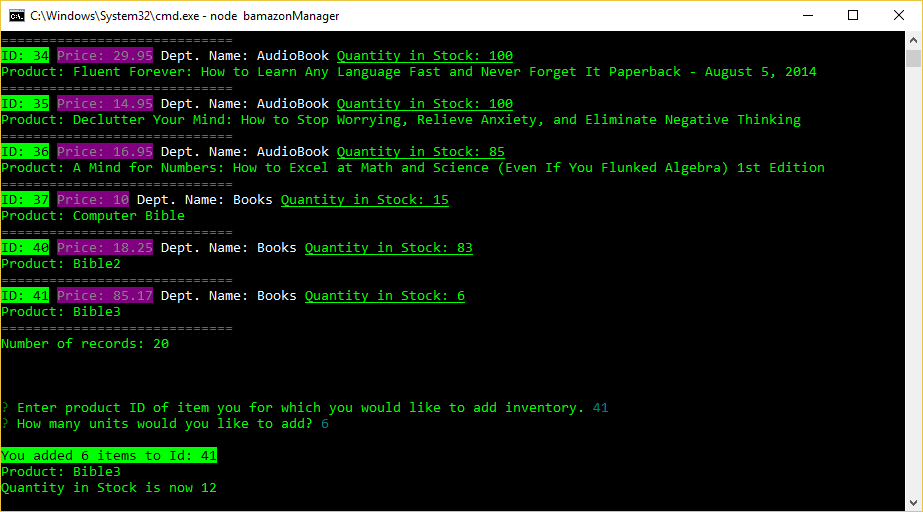 C:\Windows\System32\cmd.exe - node  bamazonManager
=============================
ID: 34 Price: 29.95 Dept. Name: AudioBook Quantity in Stock: 100
Product: Fluent Forever: How to Learn Any Language Fast and Never Forget It Paperback - August 5, 2014
=============================
ID: 35 Price: 14.95 Dept. Name: AudioBook Quantity in Stock: 100
Product: Declutter Your Mind: How to Stop Worrying, Relieve Anxiety, and Eliminate Negative Thinking
=============================
ID: 36 Price: 16.95 Dept. Name: AudioBook Quantity in Stock: 85
Product: A Mind for Numbers: How to Excel at Math and Science (Even If You Flunked Algebra) 1st Edition
=============================
ID: 37 Price: 10 Dept. Name: Books Quantity in Stock: 15
Product: Computer Bible
=============================
ID: 40 Price: 18.25 Dept. Name: Books Quantity in Stock: 83
Product: Bible2
=============================
ID: 41 Price: 85.17 Dept. Name: Books Quantity in Stock: 6
Product: Bible3
=============================
Number of records: 20
? Enter product ID of item you for which you would like to add inventory. 41
? How many units would you like to add? 6
You added 6 items to Id: 41
Product: Bible3
Quantity in Stock is now 12